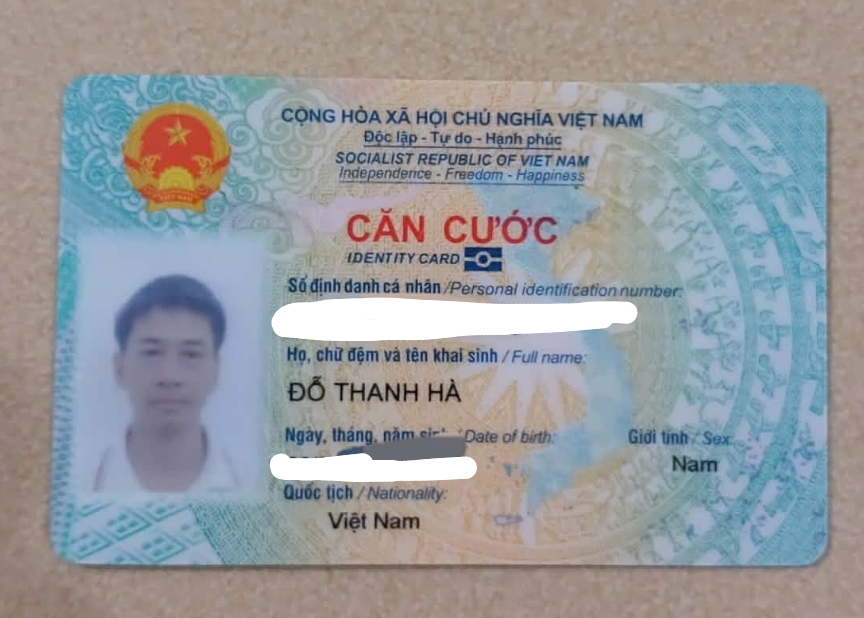 CỘNG HÒA XÃ HỘI CHỦ NGHĨA VIỆT NAM
Độc lập - Tự do - Hạnh phúc
SOCIALIST REPUBLIC OF VIET NAM
Independence - Freedom - Happiness
CĂN CƯỚC
IDENTITY CARD
Số định danh cá nhân / Personal identification number:
Họ, chữ đệm và tên khai sinh / Full name:
ĐỖ THANH HÀ
Ngày, tháng, năm / Date of birth: Giới tính / Sex:
Nam
Quốc tịch / Nationality:
Việt Nam